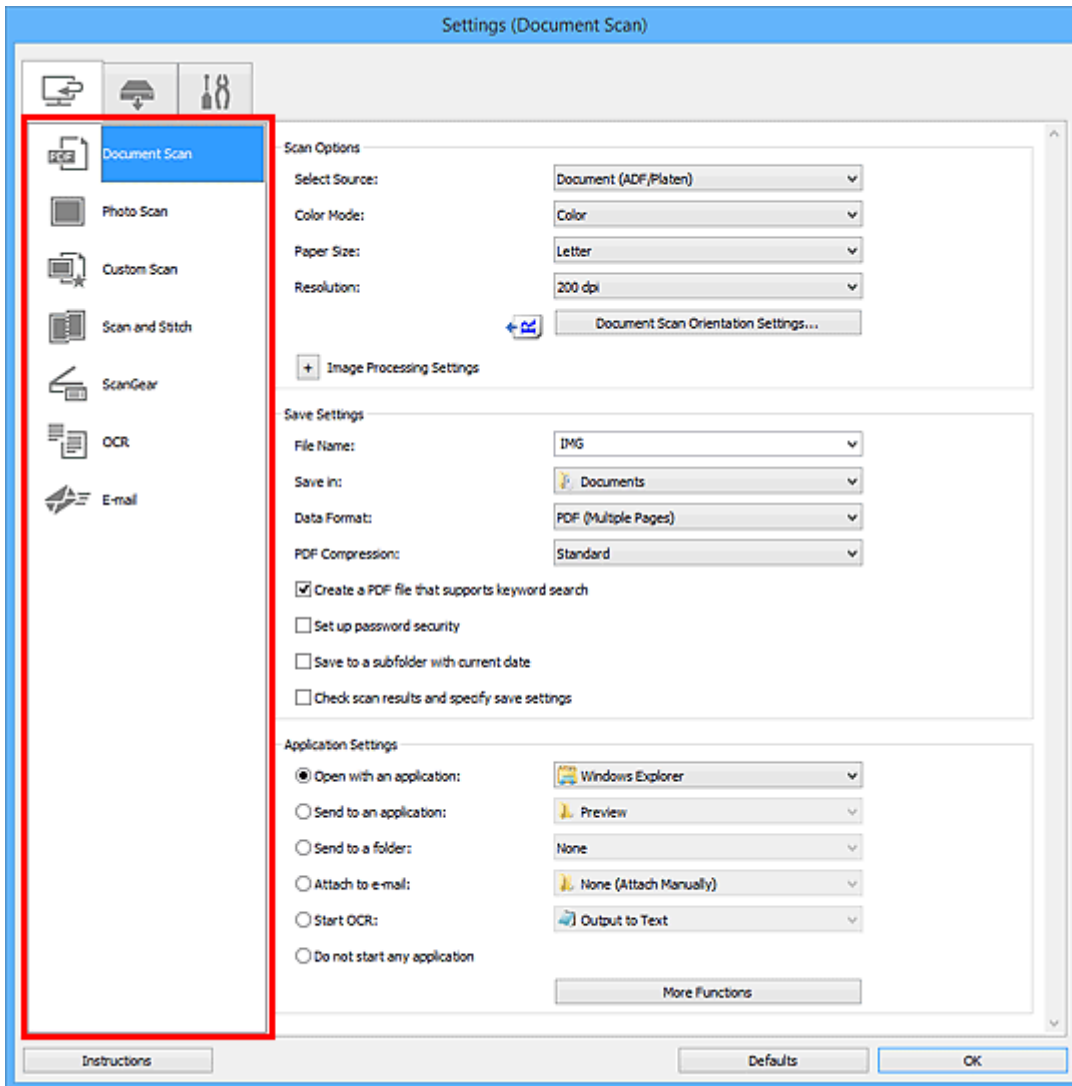 Settings (Document Scan)
PDF
Document Scan
Photo Scan
Custom Scan
Scan and Stitch
ScanGear
OCR
E-mail
Scan Options
Select Source: Document (ADF/Platen)
Color Mode: Color
Paper Size: Letter
Resolution: 200 dpi
R Document Scan Orientation Settings...
+ Image Processing Settings
Save Settings
File Name: IMG
Save in: Documents
Data Format: PDF (Multiple Pages)
PDF Compression: Standard
Create a PDF file that supports keyword search
Set up password security
Save to a subfolder with current date
Check scan results and specify save settings
Application Settings
Open with an application: Windows Explorer
Send to an application: Preview
Send to a folder: None
Attach to e-mail: None (Attach Manually)
Start OCR: Output to Text
Do not start any application
More Functions
Instructions Defaults OK